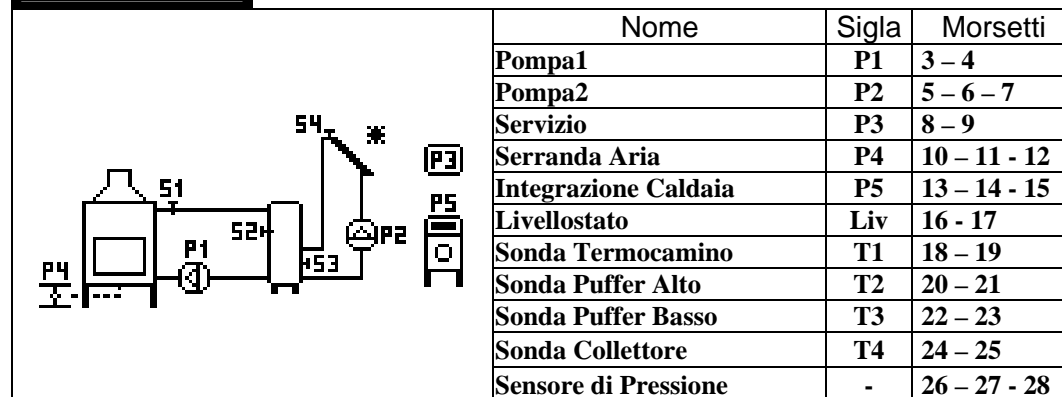 S4
P3
S1
P5
S2
P2
P1
S3
P4
Nome Sigla Morsetti
Pompa1 P1 3 – 4
Pompa2 P2 5 – 6 – 7
Servizio P3 8 – 9
Serranda Aria P4 10 – 11 - 12
Integrazione Caldaia P5 13 – 14 - 15
Livellostato Liv 16 - 17
Sonda Termocamino T1 18 – 19
Sonda Puffer Alto T2 20 – 21
Sonda Puffer Basso T3 22 – 23
Sonda Collettore T4 24 – 25
Sensore di Pressione - 26 – 27 - 28